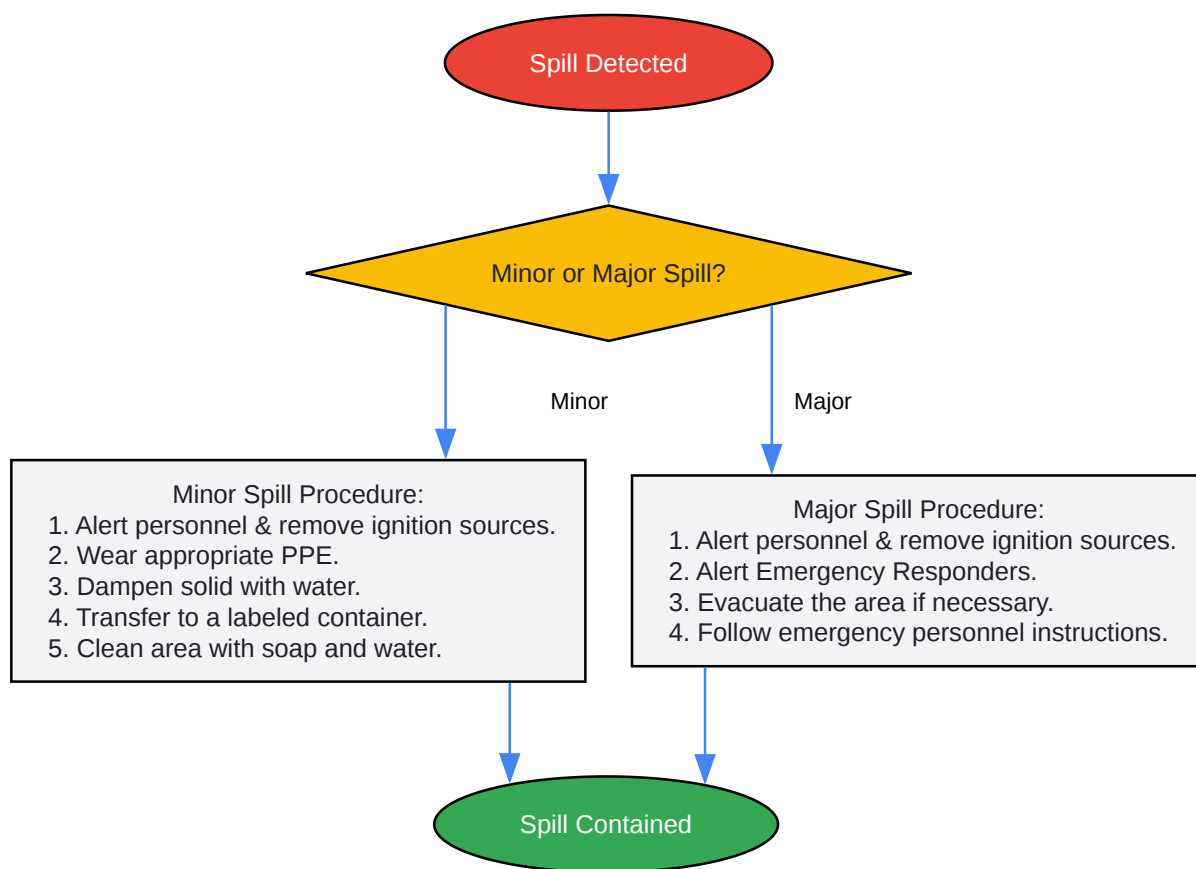 Spill Detected
Minor or Major Spill?
Minor
Major
Minor Spill Procedure:
1. Alert personnel & remove ignition sources.
2. Wear appropriate PPE.
3. Dampen solid with water.
4. Transfer to a labeled container.
5. Clean area with soap and water.
Major Spill Procedure:
1. Alert personnel & remove ignition sources.
2. Alert Emergency Responders.
3. Evacuate the area if necessary.
4. Follow emergency personnel instructions.
Spill Contained